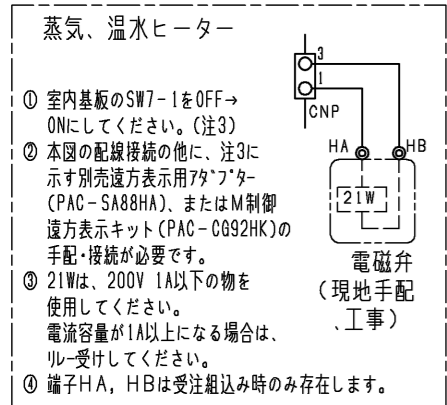 蒸気、温水ヒーター
① 室内基板のSW7-1をOFF→
ONにしてください。(注3)
② 本図の配線接続の他に、注3に
示す別売遠方表示用アダプター
(PAC-SA88HA)、またはM制御
遠方表示キット(PAC-CG92HK)の
手配・接続が必要です。
③ 21Wは、200V 1A以下の物を
使用してください。
電流容量が1A以上になる場合は、
リレー受けしてください。
④ 端子HA, HBは受注組込み時のみ存在します。
3
1
CNP
HA
HB
21W
電磁弁
(現地手配
、工事)